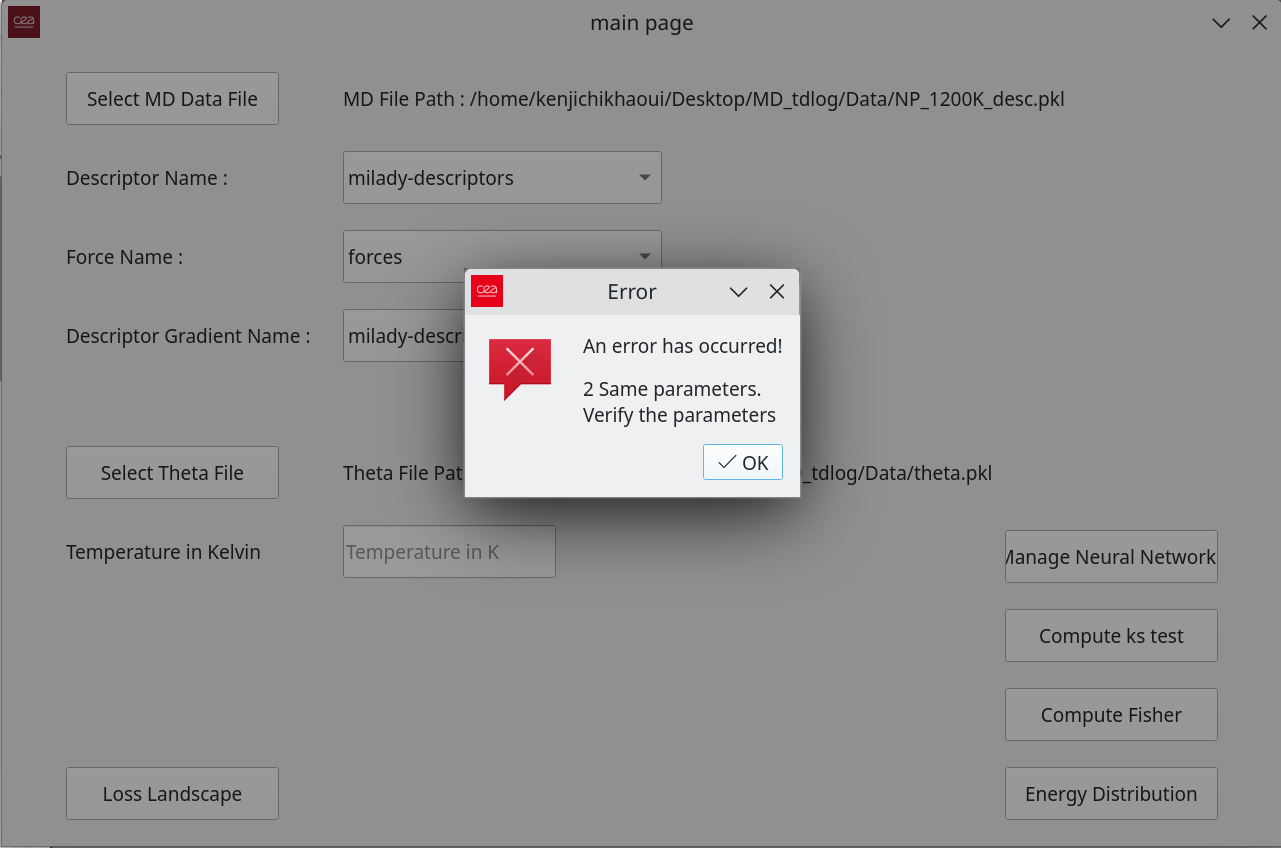 cea
main page
Select MD Data File
MD File Path : /home/kenjichikhaoui/Desktop/MD_tdlog/Data/NP_1200K_desc.pkl
Descriptor Name :
milady-descriptors
Force Name :
forces
Descriptor Gradient Name :
milady-descr
cea
Error
An error has occurred!
2 Same parameters.
Verify the parameters
OK
Select Theta File
Theta File Pat
_tdlog/Data/theta.pkl
Temperature in Kelvin
Temperature in K
Manage Neural Network
Compute ks test
Compute Fisher
Loss Landscape
Energy Distribution